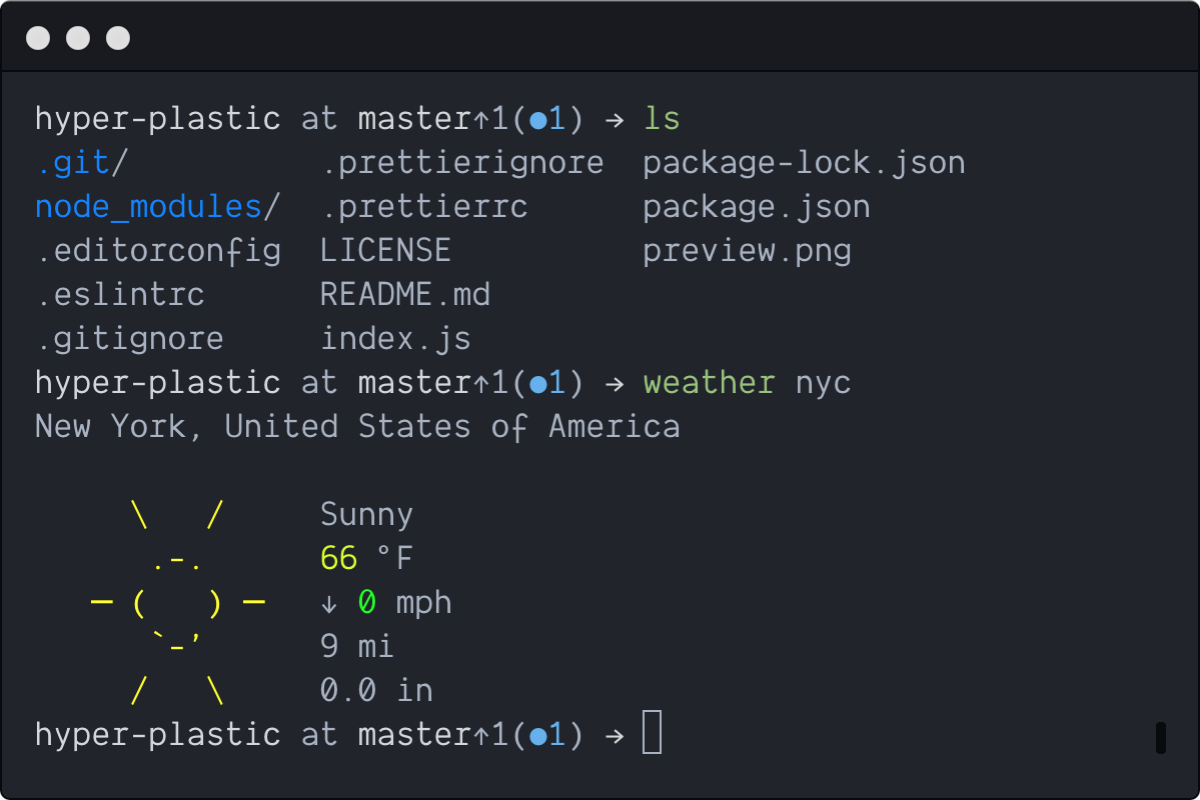 hyper-plastic at master↑1(●1) → ls
.git/          .prettierignore  package-lock.json
node_modules/  .prettierrc      package.json
.editorconfig  LICENSE          preview.png
.eslintrc      README.md
.gitignore     index.js
hyper-plastic at master↑1(●1) → weather nyc
New York, United States of America
     \   /     Sunny
      .-.      66 °F
   ― (   ) ―   ↓ 0 mph
      `-’      9 mi
     /   \     0.0 in
hyper-plastic at master↑1(●1) →